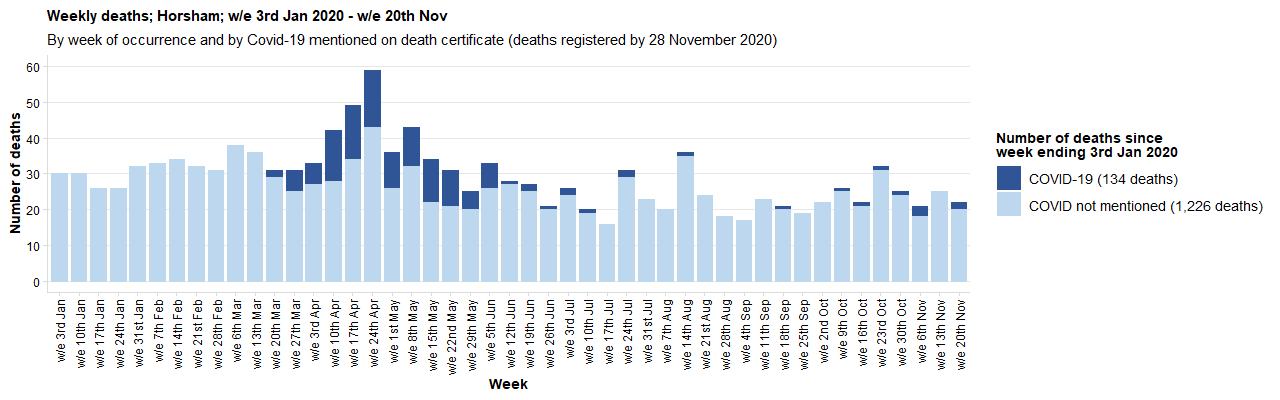 Weekly deaths; Horsham; w/e 3rd Jan 2020 - w/e 20th Nov
By week of occurrence and by Covid-19 mentioned on death certificate (deaths registered by 28 November 2020)
Number of deaths
60
50
40
30
20
10
0
w/e 3rd Jan
w/e 10th Jan
w/e 17th Jan
w/e 24th Jan
w/e 31st Jan
w/e 7th Feb
w/e 14th Feb
w/e 21st Feb
w/e 28th Feb
w/e 6th Mar
w/e 13th Mar
w/e 20th Mar
w/e 27th Mar
w/e 3rd Apr
w/e 10th Apr
w/e 17th Apr
w/e 24th Apr
w/e 1st May
w/e 8th May
w/e 15th May
w/e 22nd May
w/e 29th May
w/e 5th Jun
w/e 12th Jun
w/e 19th Jun
w/e 26th Jun
w/e 3rd Jul
w/e 10th Jul
w/e 17th Jul
w/e 24th Jul
w/e 31st Jul
w/e 7th Aug
w/e 14th Aug
w/e 21st Aug
w/e 28th Aug
w/e 4th Sep
w/e 11th Sep
w/e 18th Sep
w/e 25th Sep
w/e 2nd Oct
w/e 9th Oct
w/e 16th Oct
w/e 23rd Oct
w/e 30th Oct
w/e 6th Nov
w/e 13th Nov
w/e 20th Nov
Week
Number of deaths since
week ending 3rd Jan 2020
COVID-19 (134 deaths)
COVID not mentioned (1,226 deaths)